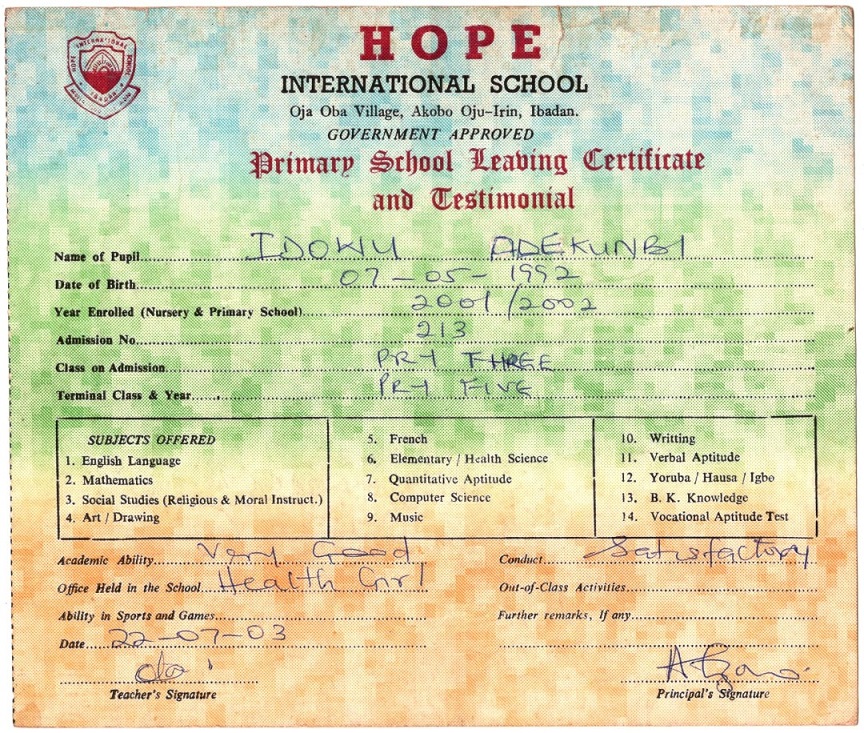 HOPE
INTERNATIONAL SCHOOL
Oja Oba Village, Akobo Oju-Irin, Ibadan.
GOVERNMENT APPROVED
Primary School Leaving Certificate
and Testimonial
HOPE INTERNATIONAL SCHOOL
IBADAN
Name of Pupil IDOWU ADEKUNBI
Date of Birth 07-05-1992
Year Enrolled (Nursery & Primary School) 2001/2002
Admission No. 213
Class on Admission PRY THREE
Terminal Class & Year PRY FIVE
SUBJECTS OFFERED
1. English Language
2. Mathematics
3. Social Studies (Religious & Moral Instruct.)
4. Art / Drawing
5. French
6. Elementary / Health Science
7. Quantitative Aptitude
8. Computer Science
9. Music
10. Writting
11. Verbal Aptitude
12. Yoruba / Hausa / Igbo
13. B. K. Knowledge
14. Vocational Aptitude Test
Academic Ability Very Good
Conduct Satisfactory
Office Held in the School Health Girl
Out-of-Class Activities
Ability in Sports and Games
Further remarks, If any
Date 22-07-03
Teacher's Signature
Principal's Signature